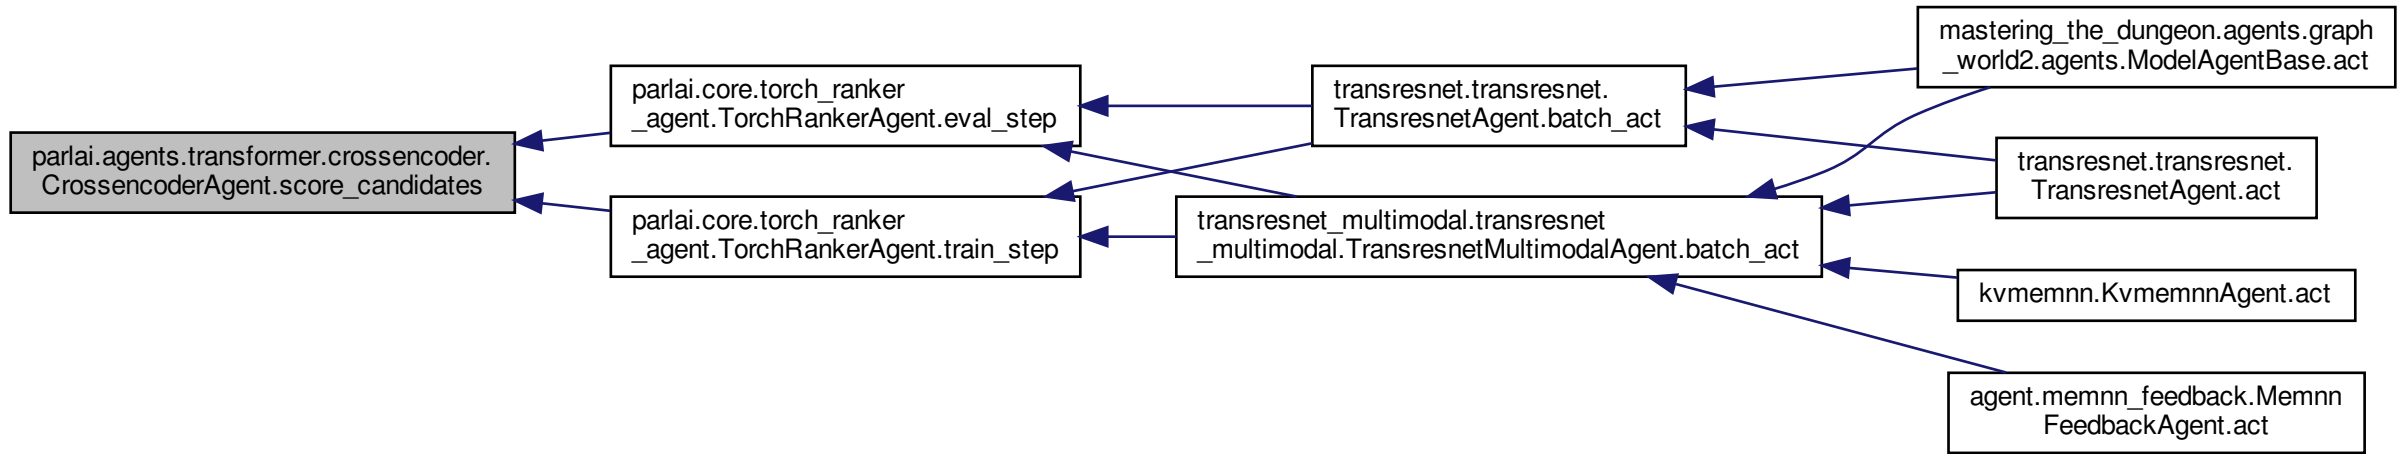 parlai.agents.transformer.crossencoder.
CrossencoderAgent.score_candidates
parlai.core.torch_ranker
_agent.TorchRankerAgent.eval_step
parlai.core.torch_ranker
_agent.TorchRankerAgent.train_step
transresnet.transresnet.
TransresnetAgent.batch_act
transresnet_multimodal.transresnet
_multimodal.TransresnetMultimodalAgent.batch_act
mastering_the_dungeon.agents.graph
_world2.agents.ModelAgentBase.act
transresnet.transresnet.
TransresnetAgent.act
kvmemnn.KvmemnnAgent.act
agent.memnn_feedback.Memnn
FeedbackAgent.act